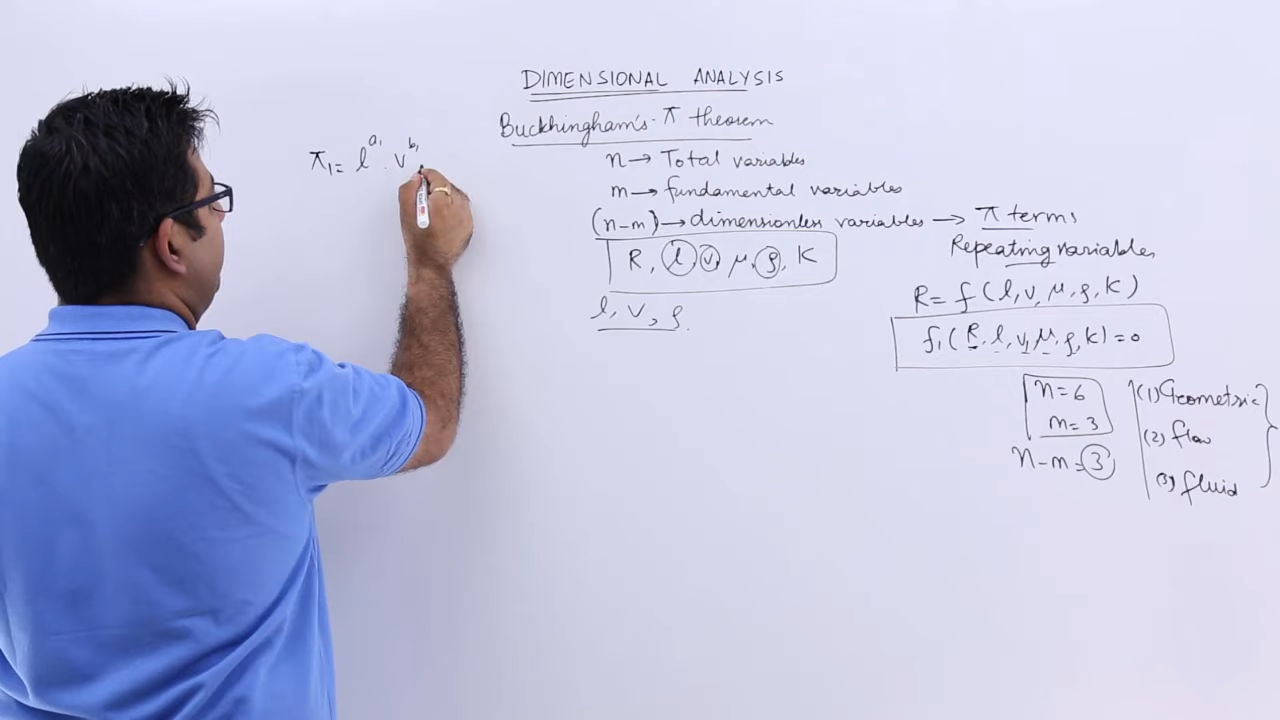 DIMENSIONAL ANALYSIS
Buckhingham's π theorem
n → Total variables
m → fundamental variables
(n-m) → dimensionless variables → π terms
Repeating variables
R, l, v, μ, ρ, K
l, v, ρ.
π₁ = l^a₁ . v^b₁
R = f(l, v, μ, ρ, K)
f₁(R, l, v, μ, ρ, K) = 0
n = 6
m = 3
n - m = 3
(1) Geometric
(2) flow
(3) fluid